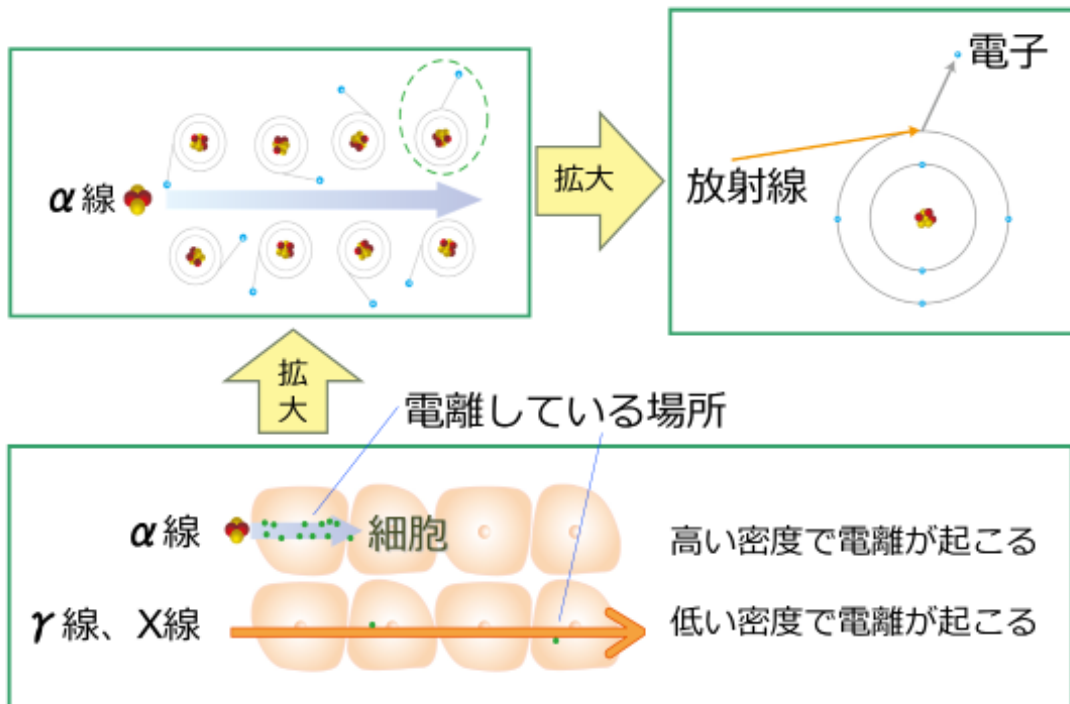 電子
α線
拡大
放射線
拡
大
電離している場所
α線
細胞
高い密度で電離が起こる
γ線、X線
低い密度で電離が起こる